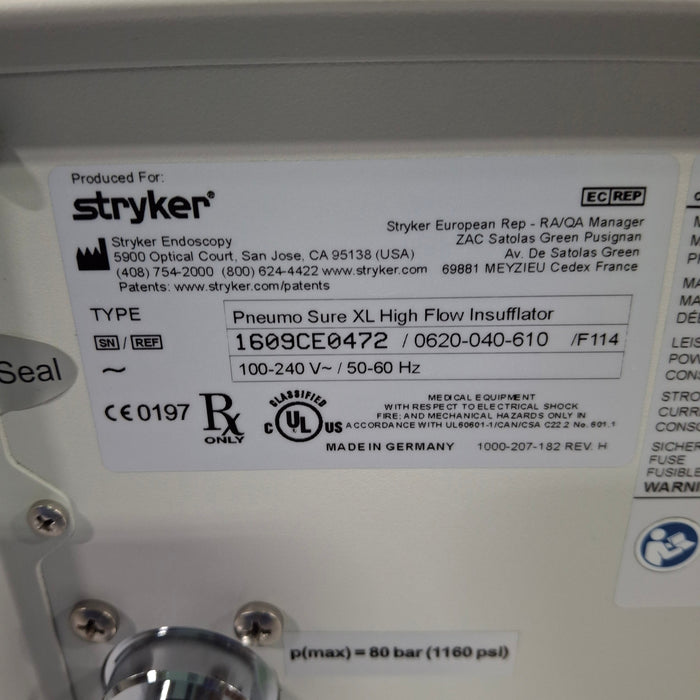 Produced For:
stryker®
EC REP
Stryker Endoscopy
5900 Optical Court, San Jose, CA 95138 (USA)
(408) 754-2000 (800) 624-4422 www.stryker.com
Patents: www.stryker.com/patents
Stryker European Rep - RA/QA Manager
ZAC Satolas Green Pusignan
Av. De Satolas Green
69881 MEYZIEU Cedex France
TYPE
Pneumo Sure XL High Flow Insufflator
SN / REF
1609CE0472 / 0620-040-610 /F114
~
100-240 V~ / 50-60 Hz
CE 0197
Rx
ONLY
CLASSIFIED
C UL US
MEDICAL EQUIPMENT
WITH RESPECT TO ELECTRICAL SHOCK
FIRE; AND MECHANICAL HAZARDS ONLY IN
ACCORDANCE WITH UL60601-1/CAN/CSA C22.2 No. 601.1
MADE IN GERMANY 1000-207-182 REV. H
Seal
SICHER
FUSE
FUSIBLE
p(max) = 80 bar (1160 psi)